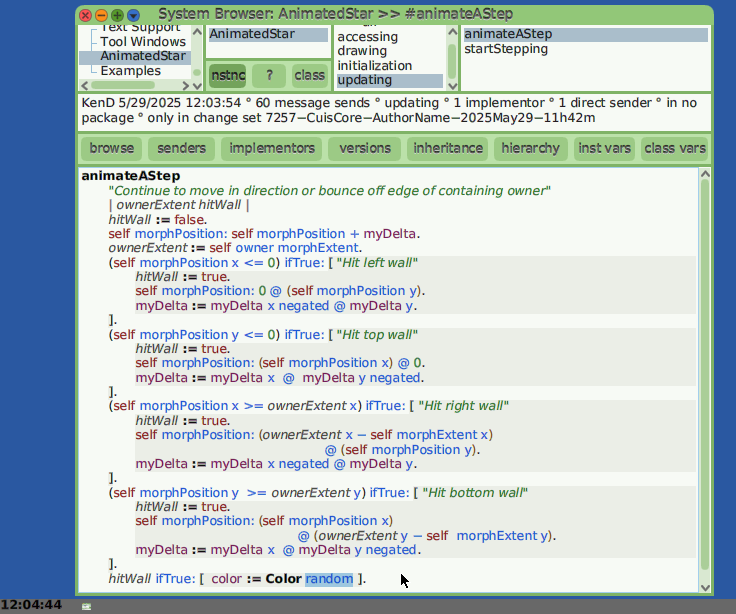 System Browser: AnimatedStar >> #animateAStep
Text Support
Tool Windows
AnimatedStar
Examples
AnimatedStar
nstnc ? class
accessing
drawing
initialization
updating
animateAStep
startStepping
KenD 5/29/2025 12:03:54 ° 60 message sends ° updating ° 1 implementor ° 1 direct sender ° in no
package ° only in change set 7257−CuisCore−AuthorName−2025May29−11h42m
browse senders implementors versions inheritance hierarchy inst vars class vars
animateAStep
"Continue to move in direction or bounce off edge of containing owner"
| ownerExtent hitWall |
hitWall := false.
self morphPosition: self morphPosition + myDelta.
ownerExtent := self owner morphExtent.
(self morphPosition x <= 0) ifTrue: [ "Hit left wall"
hitWall := true.
self morphPosition: 0 @ (self morphPosition y).
myDelta := myDelta x negated @ myDelta y.
].
(self morphPosition y <= 0) ifTrue: [ "Hit top wall"
hitWall := true.
self morphPosition: (self morphPosition x) @ 0.
myDelta := myDelta x @ myDelta y negated.
].
(self morphPosition x >= ownerExtent x) ifTrue: [ "Hit right wall"
hitWall := true.
self morphPosition: (ownerExtent x − self morphExtent x)
@ (self morphPosition y).
myDelta := myDelta x negated @ myDelta y.
].
(self morphPosition y >= ownerExtent y) ifTrue: [ "Hit bottom wall"
hitWall := true.
self morphPosition: (self morphPosition x)
@ (ownerExtent y − self morphExtent y).
myDelta := myDelta x @ myDelta y negated.
].
hitWall ifTrue: [ color := Color random ].
12:04:44